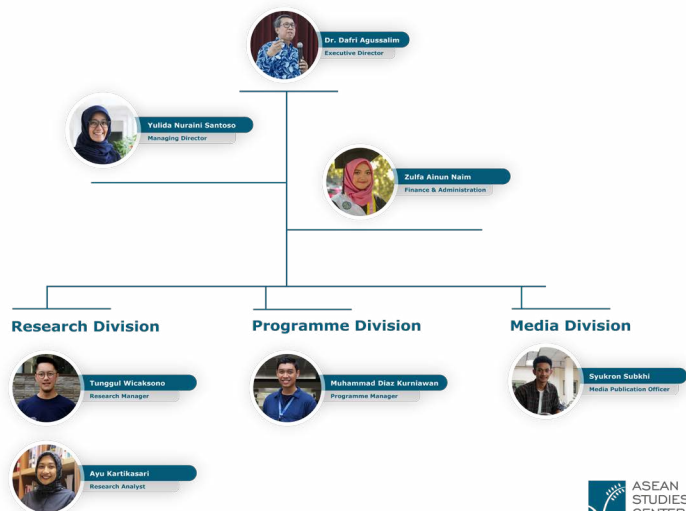 Dr. Dafri Agussalim
Executive Director
Yulida Nuraini Santoso
Managing Director
Zulfa Ainun Naim
Finance & Administration
Research Division
Programme Division
Media Division
Tunggul Wicaksono
Research Manager
Muhammad Diaz Kurniawan
Programme Manager
Syukron Subkhi
Media Publication Officer
Ayu Kartikasari
Research Analyst
ASEAN
STUDIES
CENTER